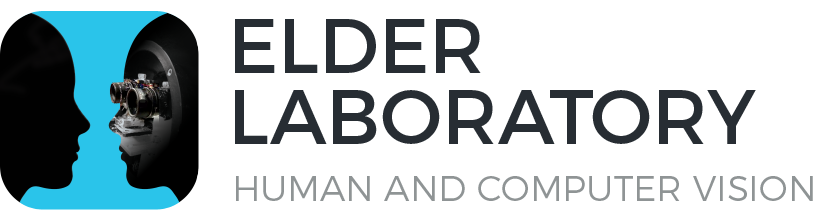 ELDER
LABORATORY
HUMAN AND COMPUTER VISION